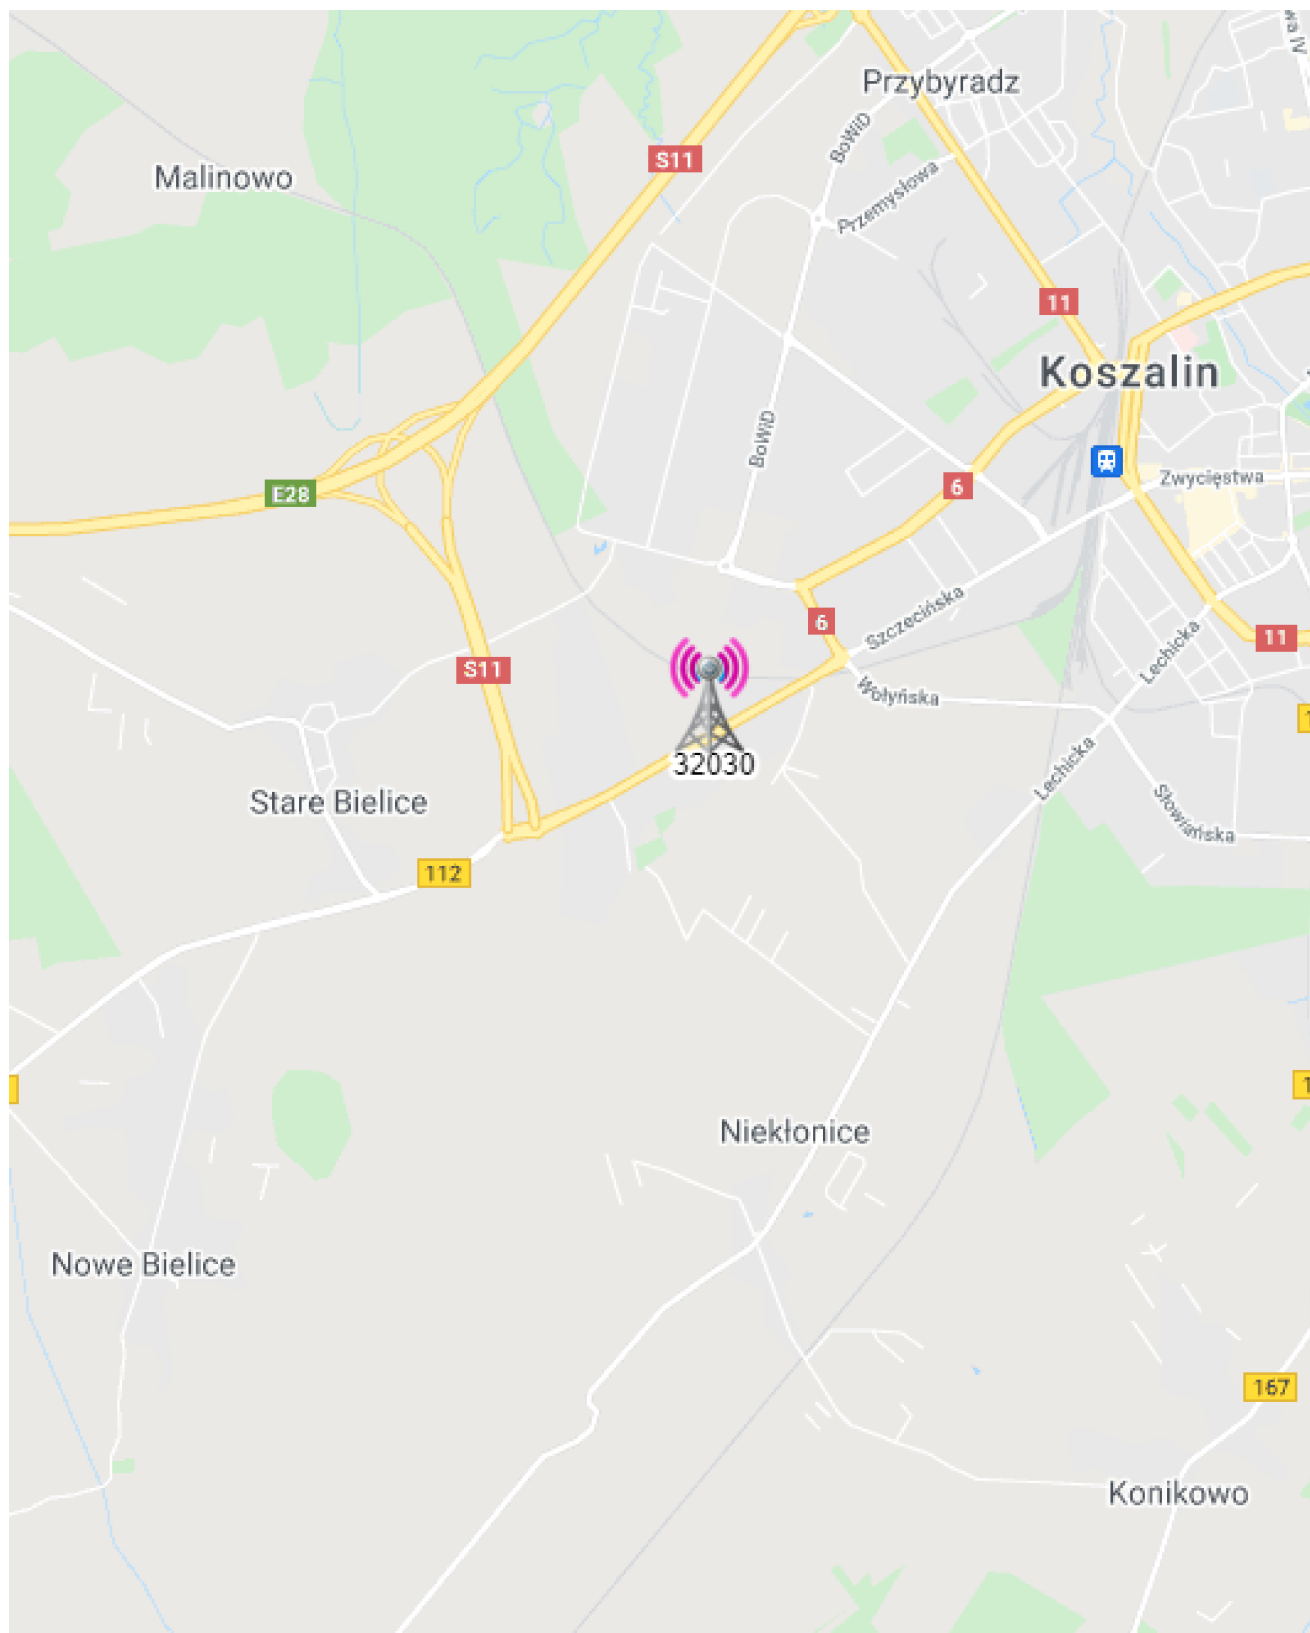 Przybyradz
BoWiD
S11
Malinowo
Przemysłowa
11
Koszalin
BoWiD
Zwycięstwa
6
E28
Szczecińska
6
Lechicka
11
S11
Wołyńska
32030
Lechicka
Stare Bielice
Słowiańska
112
Niekłonice
Nowe Bielice
167
Konikowo